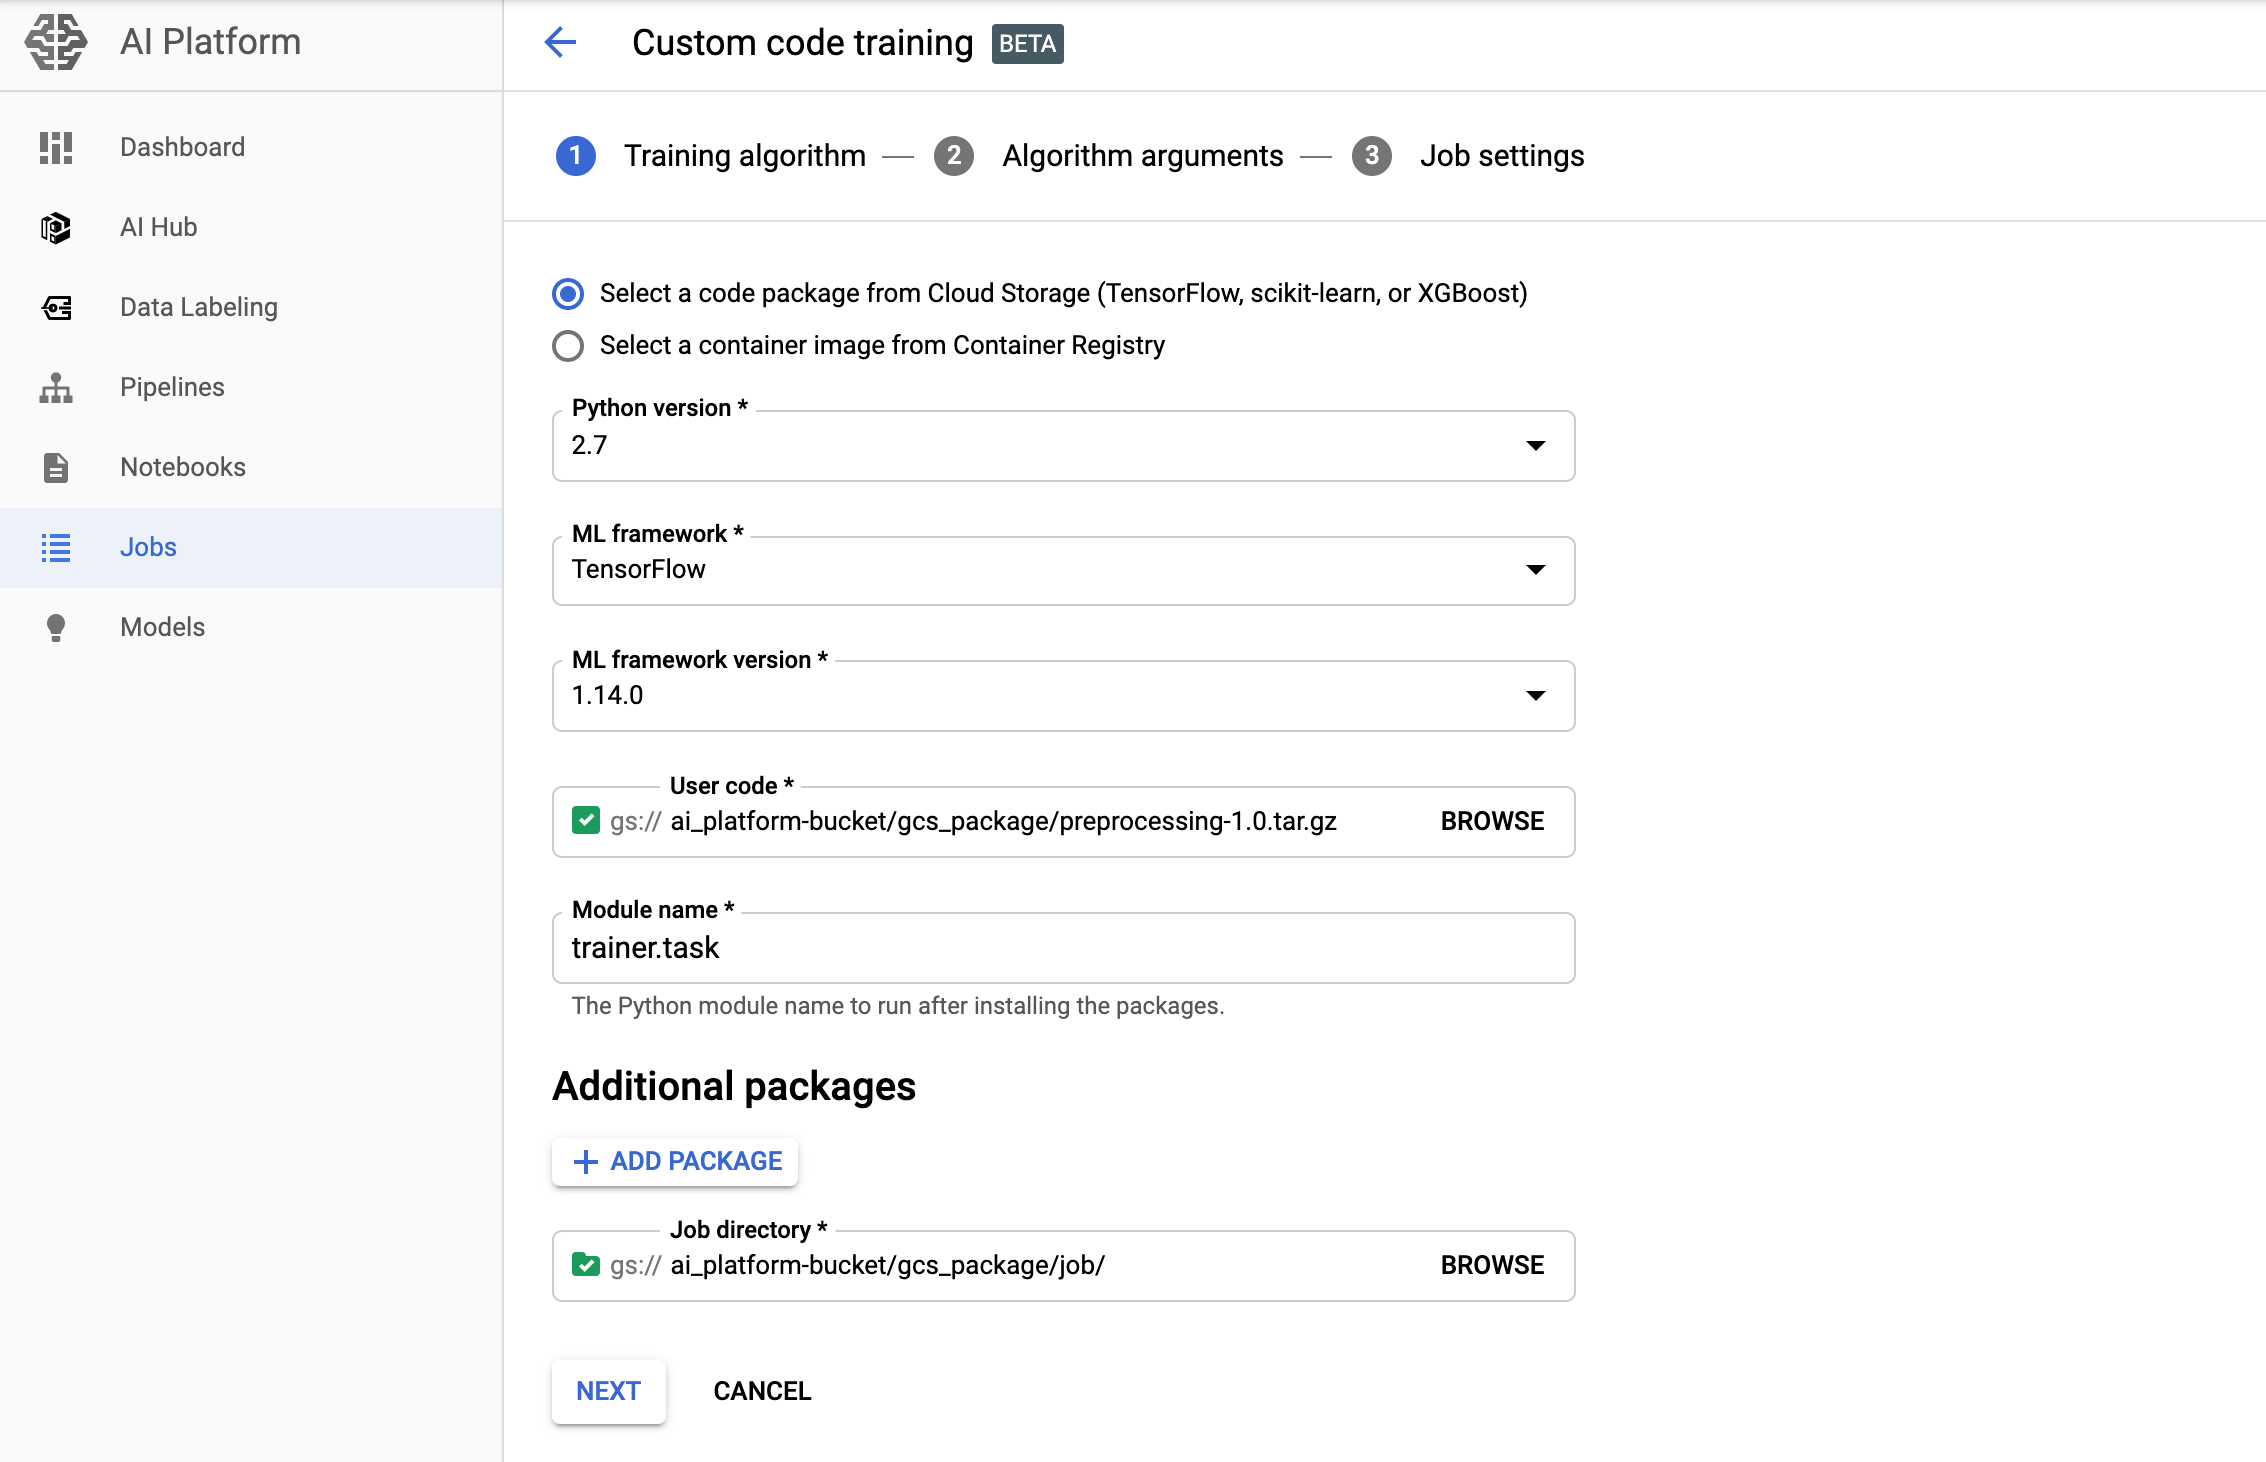 AI Platform
Custom code training BETA
Dashboard
AI Hub
Data Labeling
Pipelines
Notebooks
Jobs
Models
1 Training algorithm — 2 Algorithm arguments — 3 Job settings
Select a code package from Cloud Storage (TensorFlow, scikit-learn, or XGBoost)
Select a container image from Container Registry
Python version *
2.7
ML framework *
TensorFlow
ML framework version *
1.14.0
User code *
gs:// ai_platform-bucket/gcs_package/preprocessing-1.0.tar.gz BROWSE
Module name *
trainer.task
The Python module name to run after installing the packages.
Additional packages
+ ADD PACKAGE
Job directory *
gs:// ai_platform-bucket/gcs_package/job/ BROWSE
NEXT CANCEL